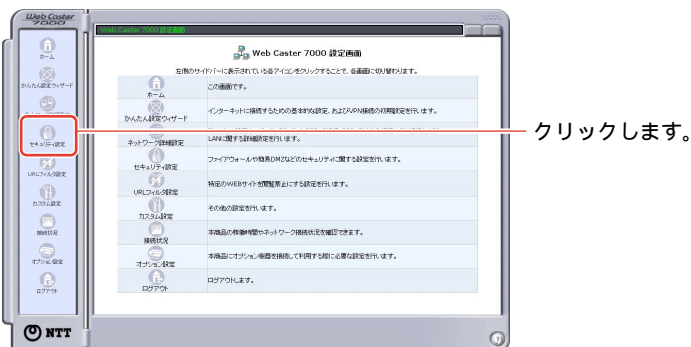 Web Caster
7000
Web Caster 7000 設定画面
Web Caster 7000 設定画面
左側のサイドバーに表示されている各アイコンをクリックすることで、各画面に切り替わります。
ホーム
かんたん設定ウィザード
セキュリティ設定
URLフィルタ設定
カスタム設定
接続状況
オプション設定
ログアウト
ホーム
この画面です。
かんたん設定ウィザード
インターネットに接続するための基本的な設定、およびVPN接続の初期設定を行います。
ネットワーク詳細設定
LANに関する詳細設定を行います。
セキュリティ設定
ファイアウォールや簡易DMZなどのセキュリティに関する設定を行います。
URLフィルタ設定
特定のWEBサイトを閲覧禁止にする設定を行います。
カスタム設定
その他の設定を行います。
接続状況
本商品の稼働時間やネットワーク接続状況を確認できます。
オプション設定
本商品にオプション機器を接続して利用する際に必要な設定を行います。
ログアウト
ログアウトします。
クリックします。
NTT